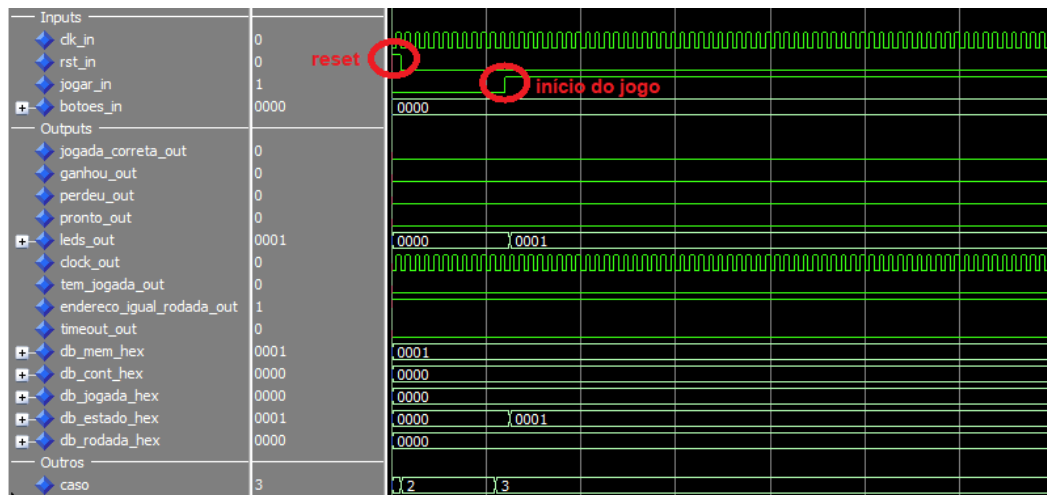 Inputs
clk_in 0
rst_in 0 reset
jogar_in 1 início do jogo
botoes_in 0000 0000
Outputs
jogada_correta_out 0
ganhou_out 0
perdeu_out 0
pronto_out 0
leds_out 0001 0000 0001
clock_out 0
tem_jogada_out 0
endereco_igual_rodada_out 1
timeout_out 0
db_mem_hex 0001 0001
db_cont_hex 0000 0000
db_jogada_hex 0000 0000
db_estado_hex 0001 0000 0001
db_rodada_hex 0000 0000
Outros
caso 3 2 3